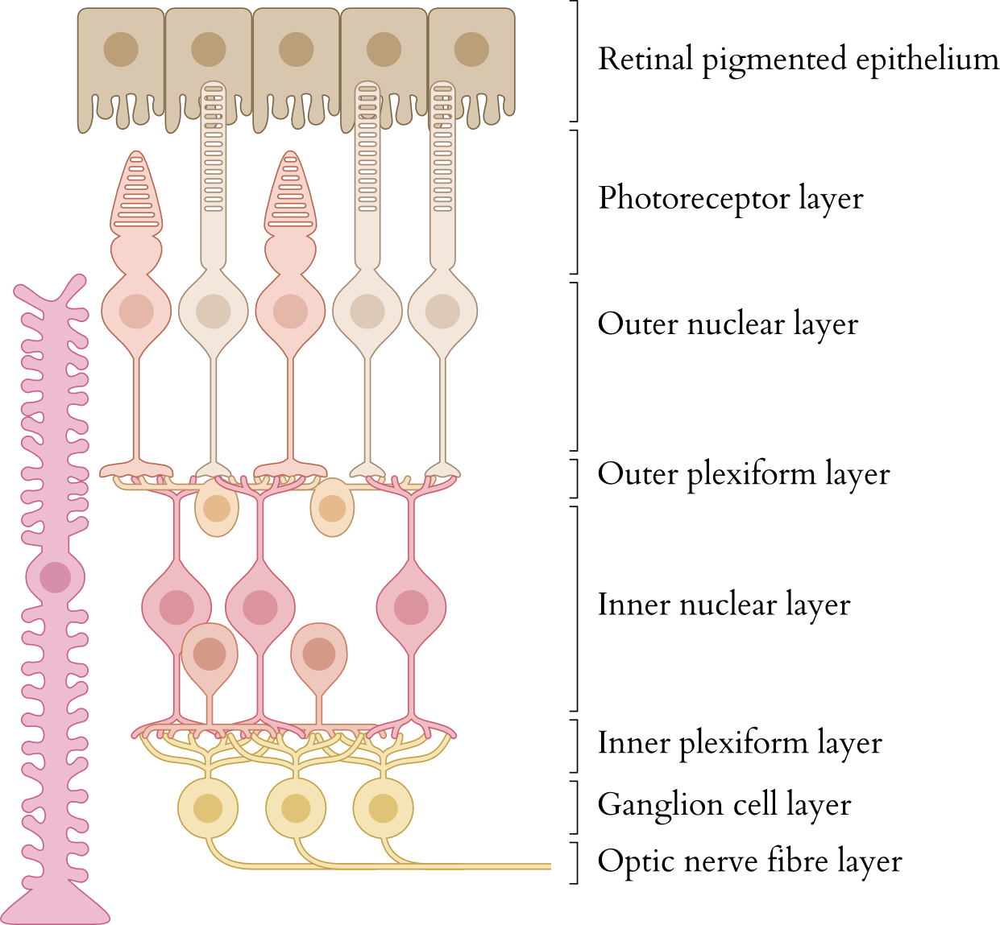 Retinal pigmented epithelium
Photoreceptor layer
Outer nuclear layer
Outer plexiform layer
Inner nuclear layer
Inner plexiform layer
Ganglion cell layer
Optic nerve fibre layer